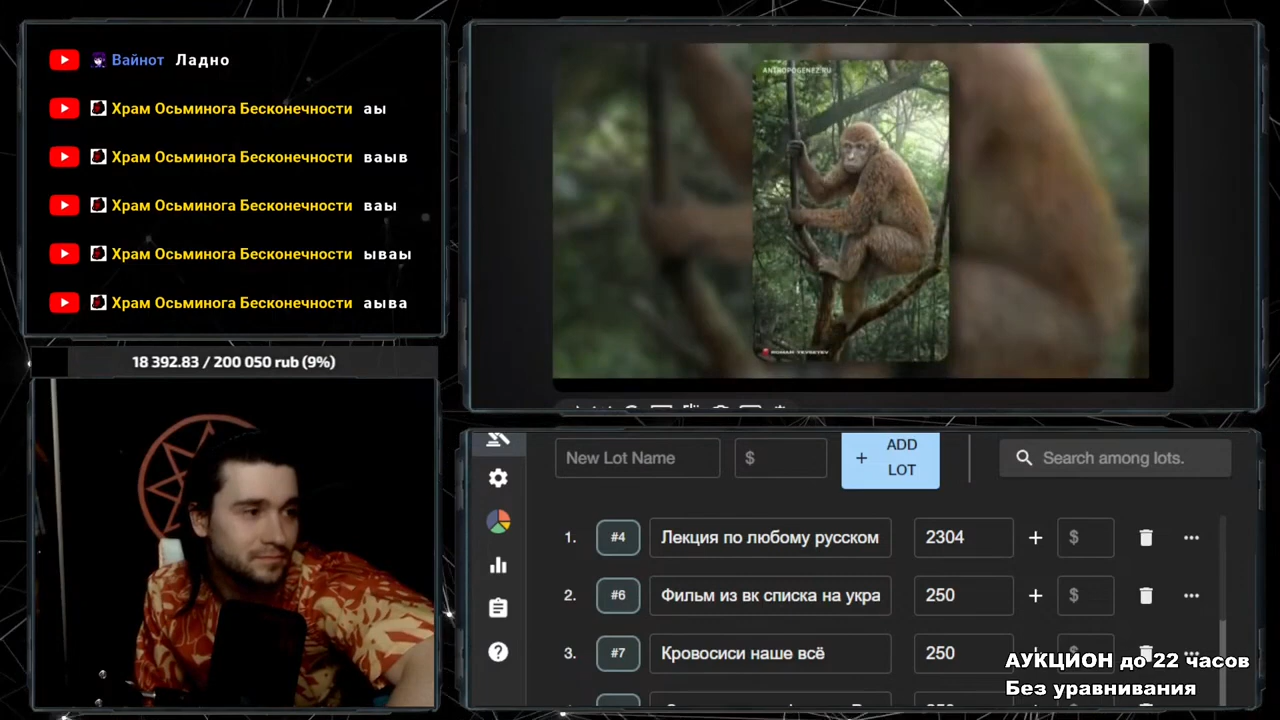 Вайнот Ладно
Храм Осьминога Бесконечности аы
Храм Осьминога Бесконечности ваыв
Храм Осьминога Бесконечности ваы
Храм Осьминога Бесконечности ываы
Храм Осьминога Бесконечности аыва
18 392.83 / 200 050 rub (9%)
ANTROPOGENEZ.RU
New Lot Name
$
+ ADD
LOT
Search among lots.
1. #4 Лекция по любому русском 2304 + $
2. #6 Фильм из вк списка на укра 250 + $
3. #7 Кровосиси наше всё 250 + $
АУКЦИОН до 22 часов
Без уравнивания